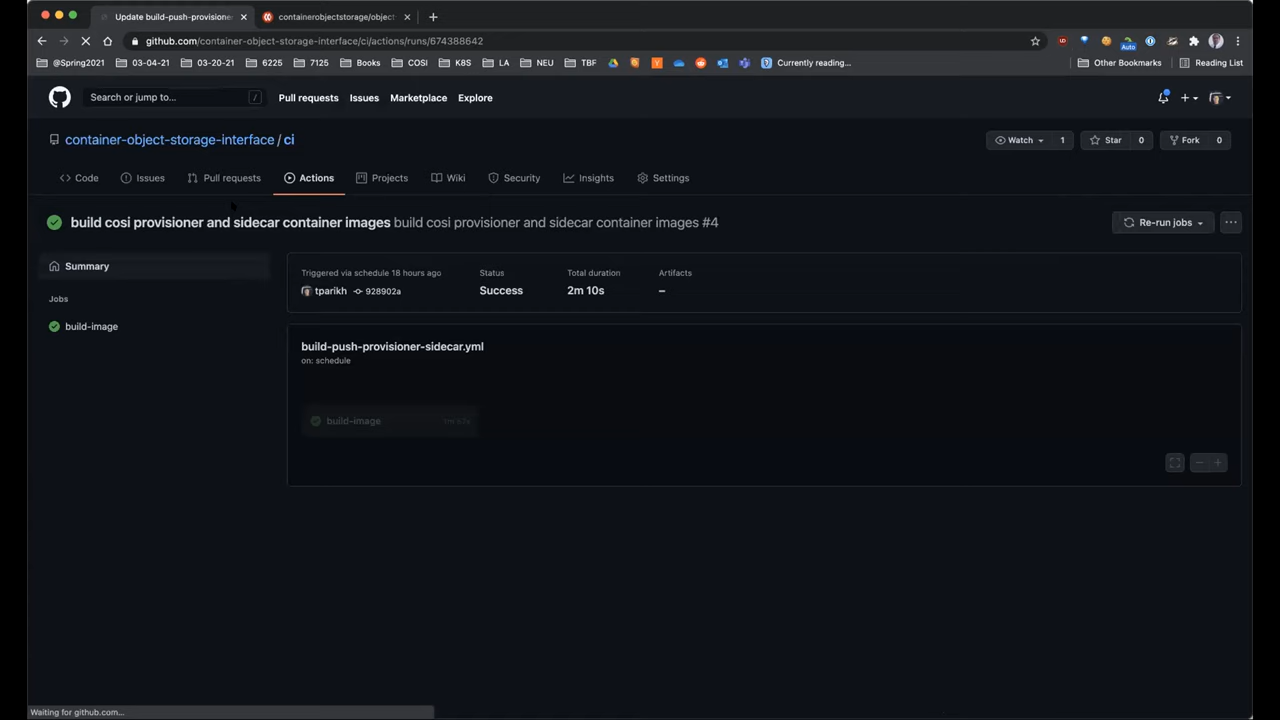 Update build-push-provisione
containerobjectstorage/object
github.com/container-object-storage-interface/ci/actions/runs/674388642
Auto
@Spring2021 03-04-21 03-20-21 6225 7125 Books COSI K8S LA NEU TBF Currently reading... Other Bookmarks Reading List
Search or jump to... / Pull requests Issues Marketplace Explore
container-object-storage-interface / ci
Watch 1 Star 0 Fork 0
Code Issues Pull requests Actions Projects Wiki Security Insights Settings
build cosi provisioner and sidecar container images build cosi provisioner and sidecar container images #4
Re-run jobs
Summary
Jobs
build-image
Triggered via schedule 18 hours ago Status Total duration Artifacts
tparikh 928902a Success 2m 10s –
build-push-provisioner-sidecar.yml
on: schedule
build-image
Waiting for github.com...